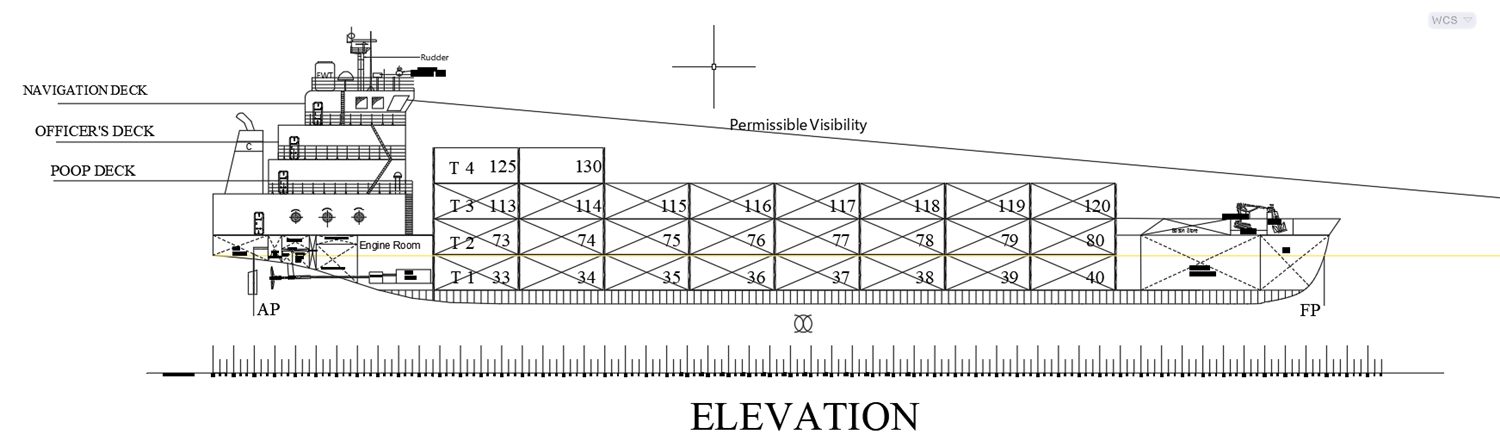 WCS
Rudder
FWT
NAVIGATION DECK
OFFICER'S DECK
POOP DECK
C
Permissible Visibility
T 4 125 130
T 3 113 114 115 116 117 118 119 120
T 2 73 74 75 76 77 78 79 80
T 1 33 34 35 36 37 38 39 40
Engine Room
AP
FP
ELEVATION